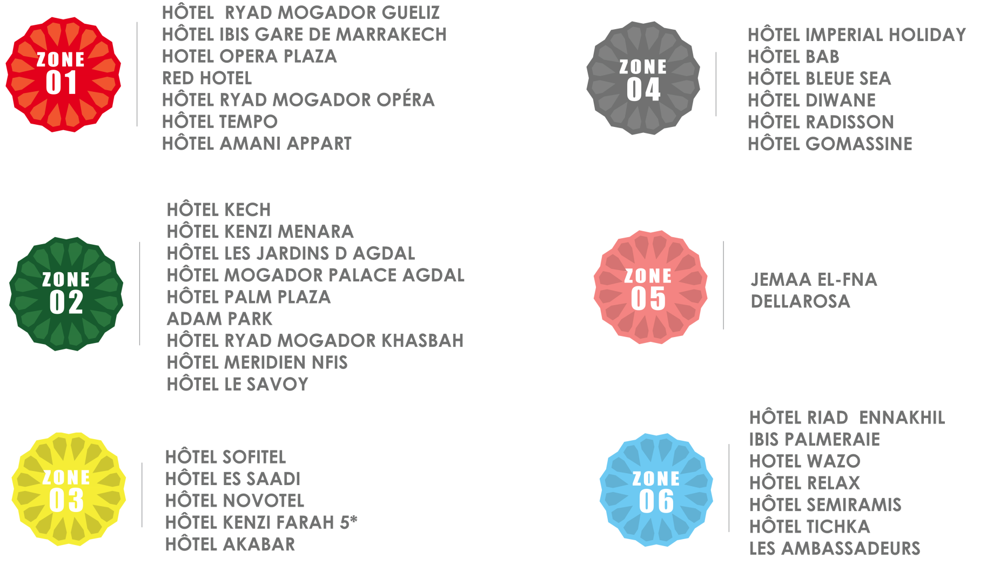 ZONE
01
HÔTEL  RYAD MOGADOR GUELIZ
HÔTEL IBIS GARE DE MARRAKECH
HOTEL OPERA PLAZA
RED HOTEL
HÔTEL RYAD MOGADOR OPÉRA
HÔTEL TEMPO
HÔTEL AMANI APPART
ZONE
02
HÔTEL KECH
HÔTEL KENZI MENARA
HÔTEL LES JARDINS D AGDAL
HÔTEL MOGADOR PALACE AGDAL
HÔTEL PALM PLAZA
ADAM PARK
HÔTEL RYAD MOGADOR KHASBAH
HÔTEL MERIDIEN NFIS
HÔTEL LE SAVOY
ZONE
03
HÔTEL SOFITEL
HÔTEL ES SAADI
HÔTEL NOVOTEL
HÔTEL KENZI FARAH 5*
HÔTEL AKABAR
ZONE
04
HÔTEL IMPERIAL HOLIDAY
HÔTEL BAB
HÔTEL BLEUE SEA
HÔTEL DIWANE
HÔTEL RADISSON
HÔTEL GOMASSINE
ZONE
05
JEMAA EL-FNA
DELLAROSA
ZONE
06
HÔTEL RIAD  ENNAKHIL
IBIS PALMERAIE
HOTEL WAZO
HÔTEL RELAX
HÔTEL SEMIRAMIS
HÔTEL TICHKA
LES AMBASSADEURS